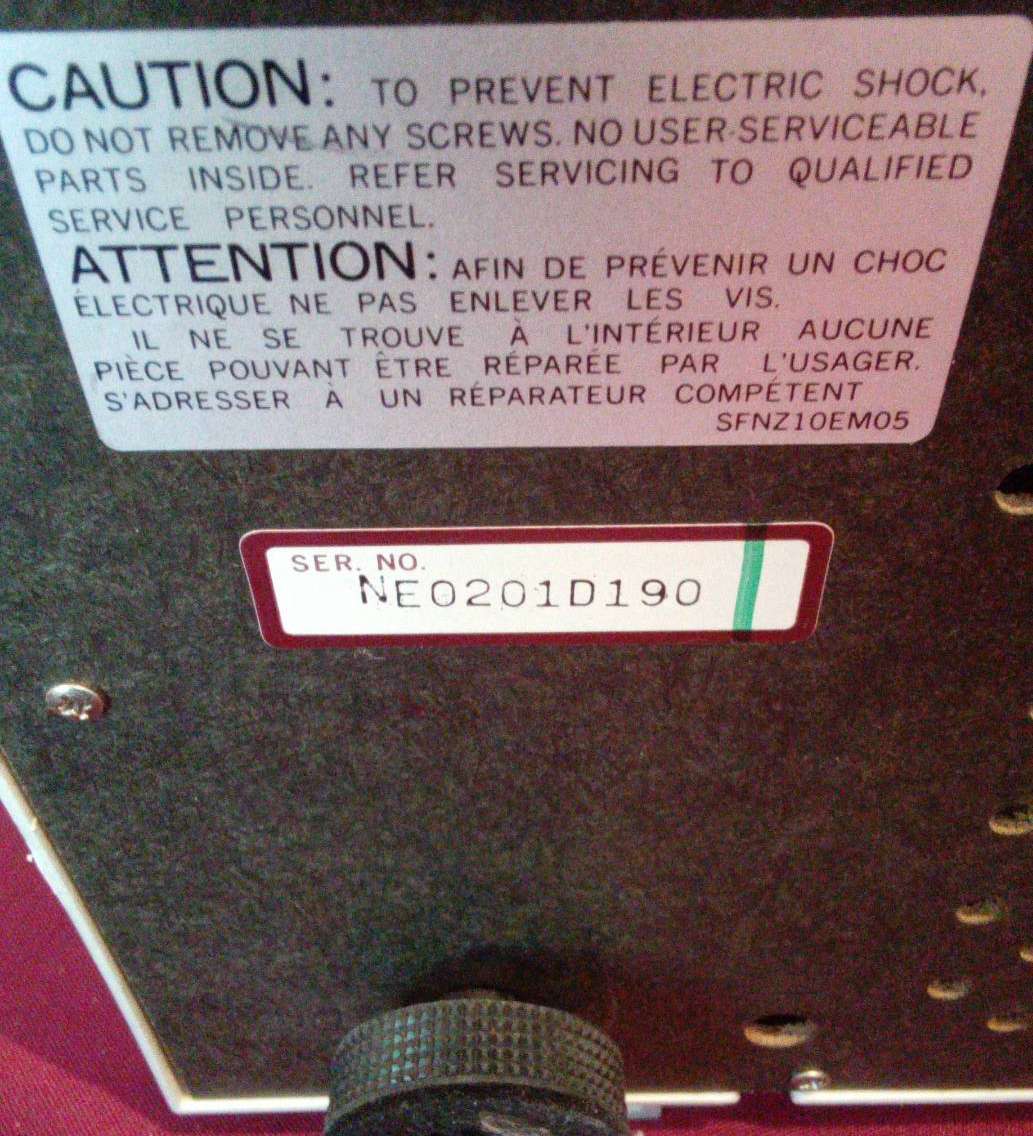 CAUTION: TO PREVENT ELECTRIC SHOCK,
DO NOT REMOVE ANY SCREWS. NO USER-SERVICEABLE
PARTS INSIDE. REFER SERVICING TO QUALIFIED
SERVICE PERSONNEL.
ATTENTION: AFIN DE PRÉVENIR UN CHOC
ÉLECTRIQUE NE PAS ENLEVER LES VIS.
IL NE SE TROUVE À L'INTÉRIEUR AUCUNE
PIÈCE POUVANT ÊTRE RÉPARÉE PAR L'USAGER.
S'ADRESSER À UN RÉPARATEUR COMPÉTENT
SFNZ10EM05
SER. NO.
NE0201D190